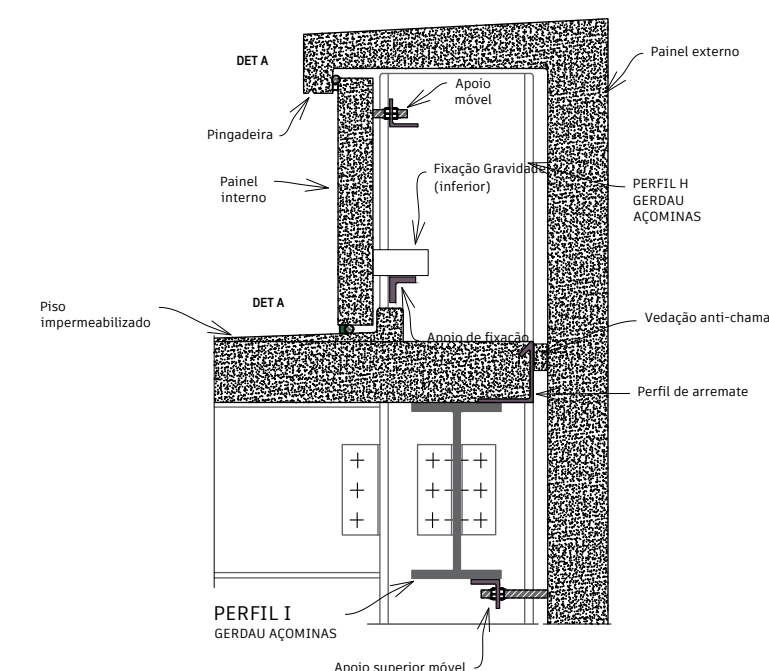 DET A
Painel externo
Apoio
móvel
Pingadeira
Fixação Gravidade
(inferior)
Painel
interno
PERFIL H
GERDAU
AÇOMINAS
DET A
Piso
impermeabilizado
Vedação anti-chama
Apoio de fixação
Perfil de arremate
PERFIL I
GERDAU AÇOMINAS
Apoio superior móvel